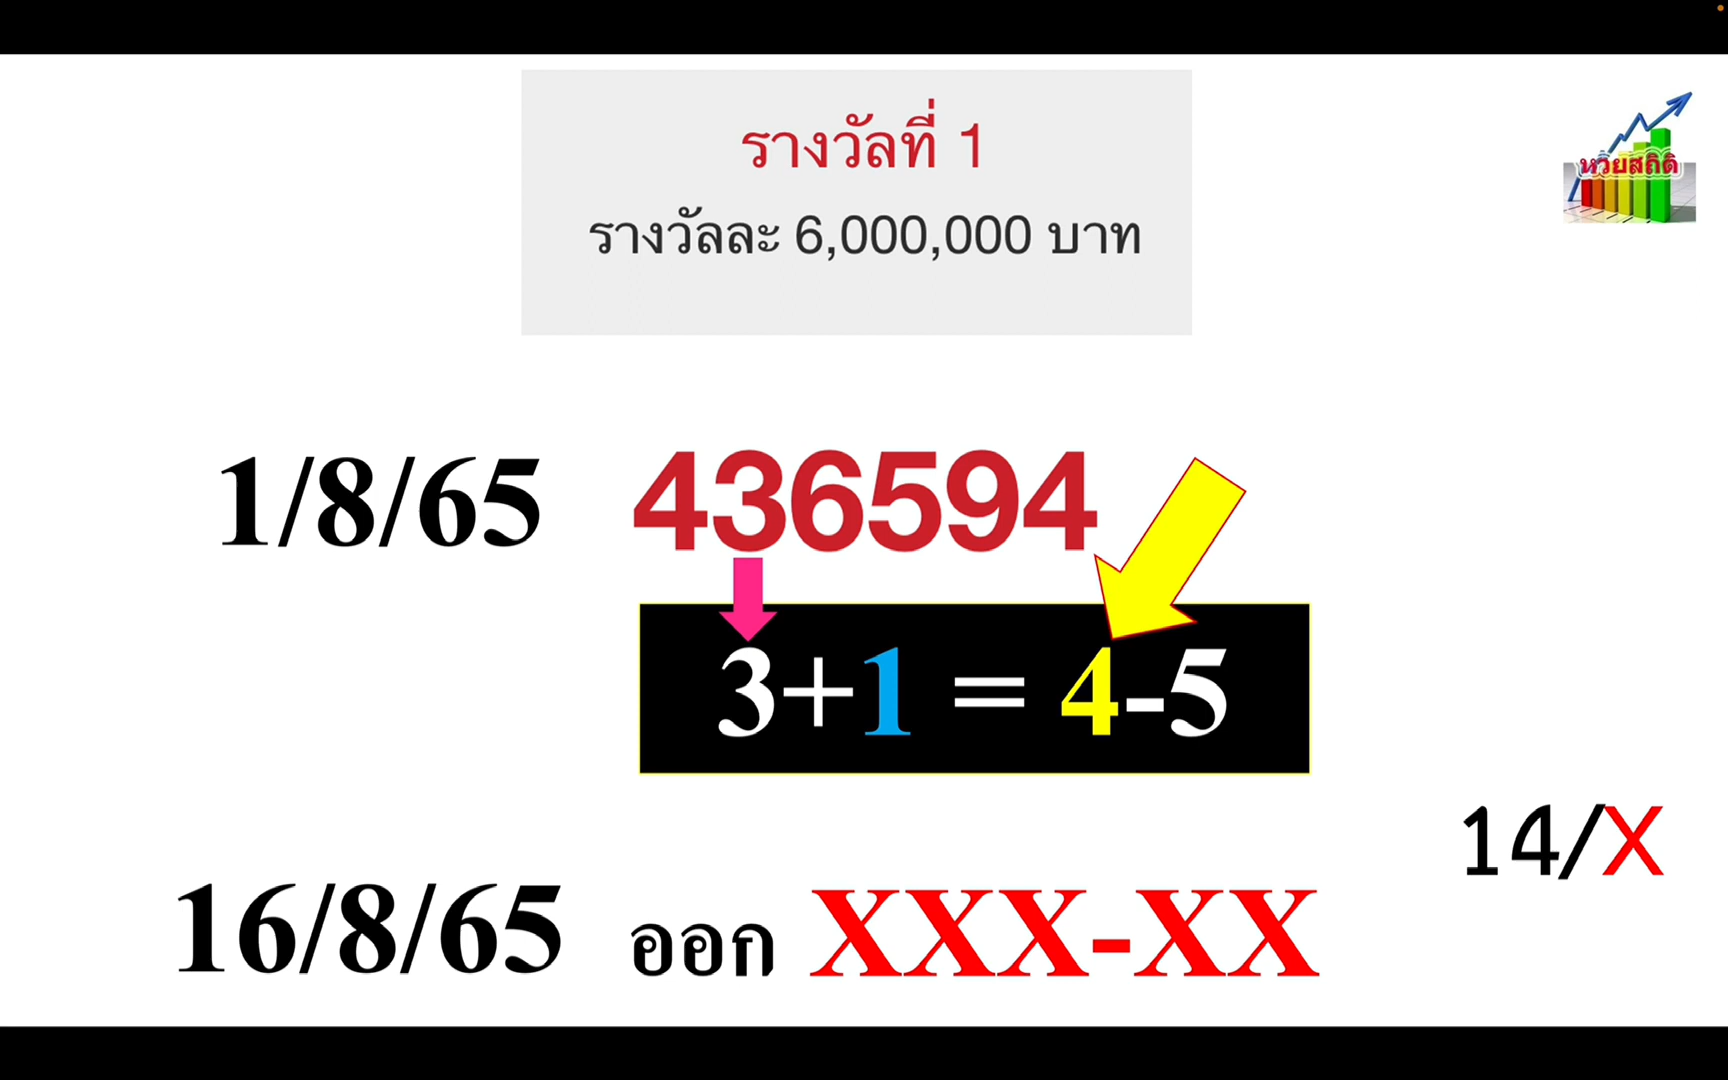 รางวัลที่ 1
รางวัลละ 6,000,000 บาท
หวยสถิติ
1/8/65 436594
3+1 = 4-5
14/X
16/8/65 ออก XXX-XX